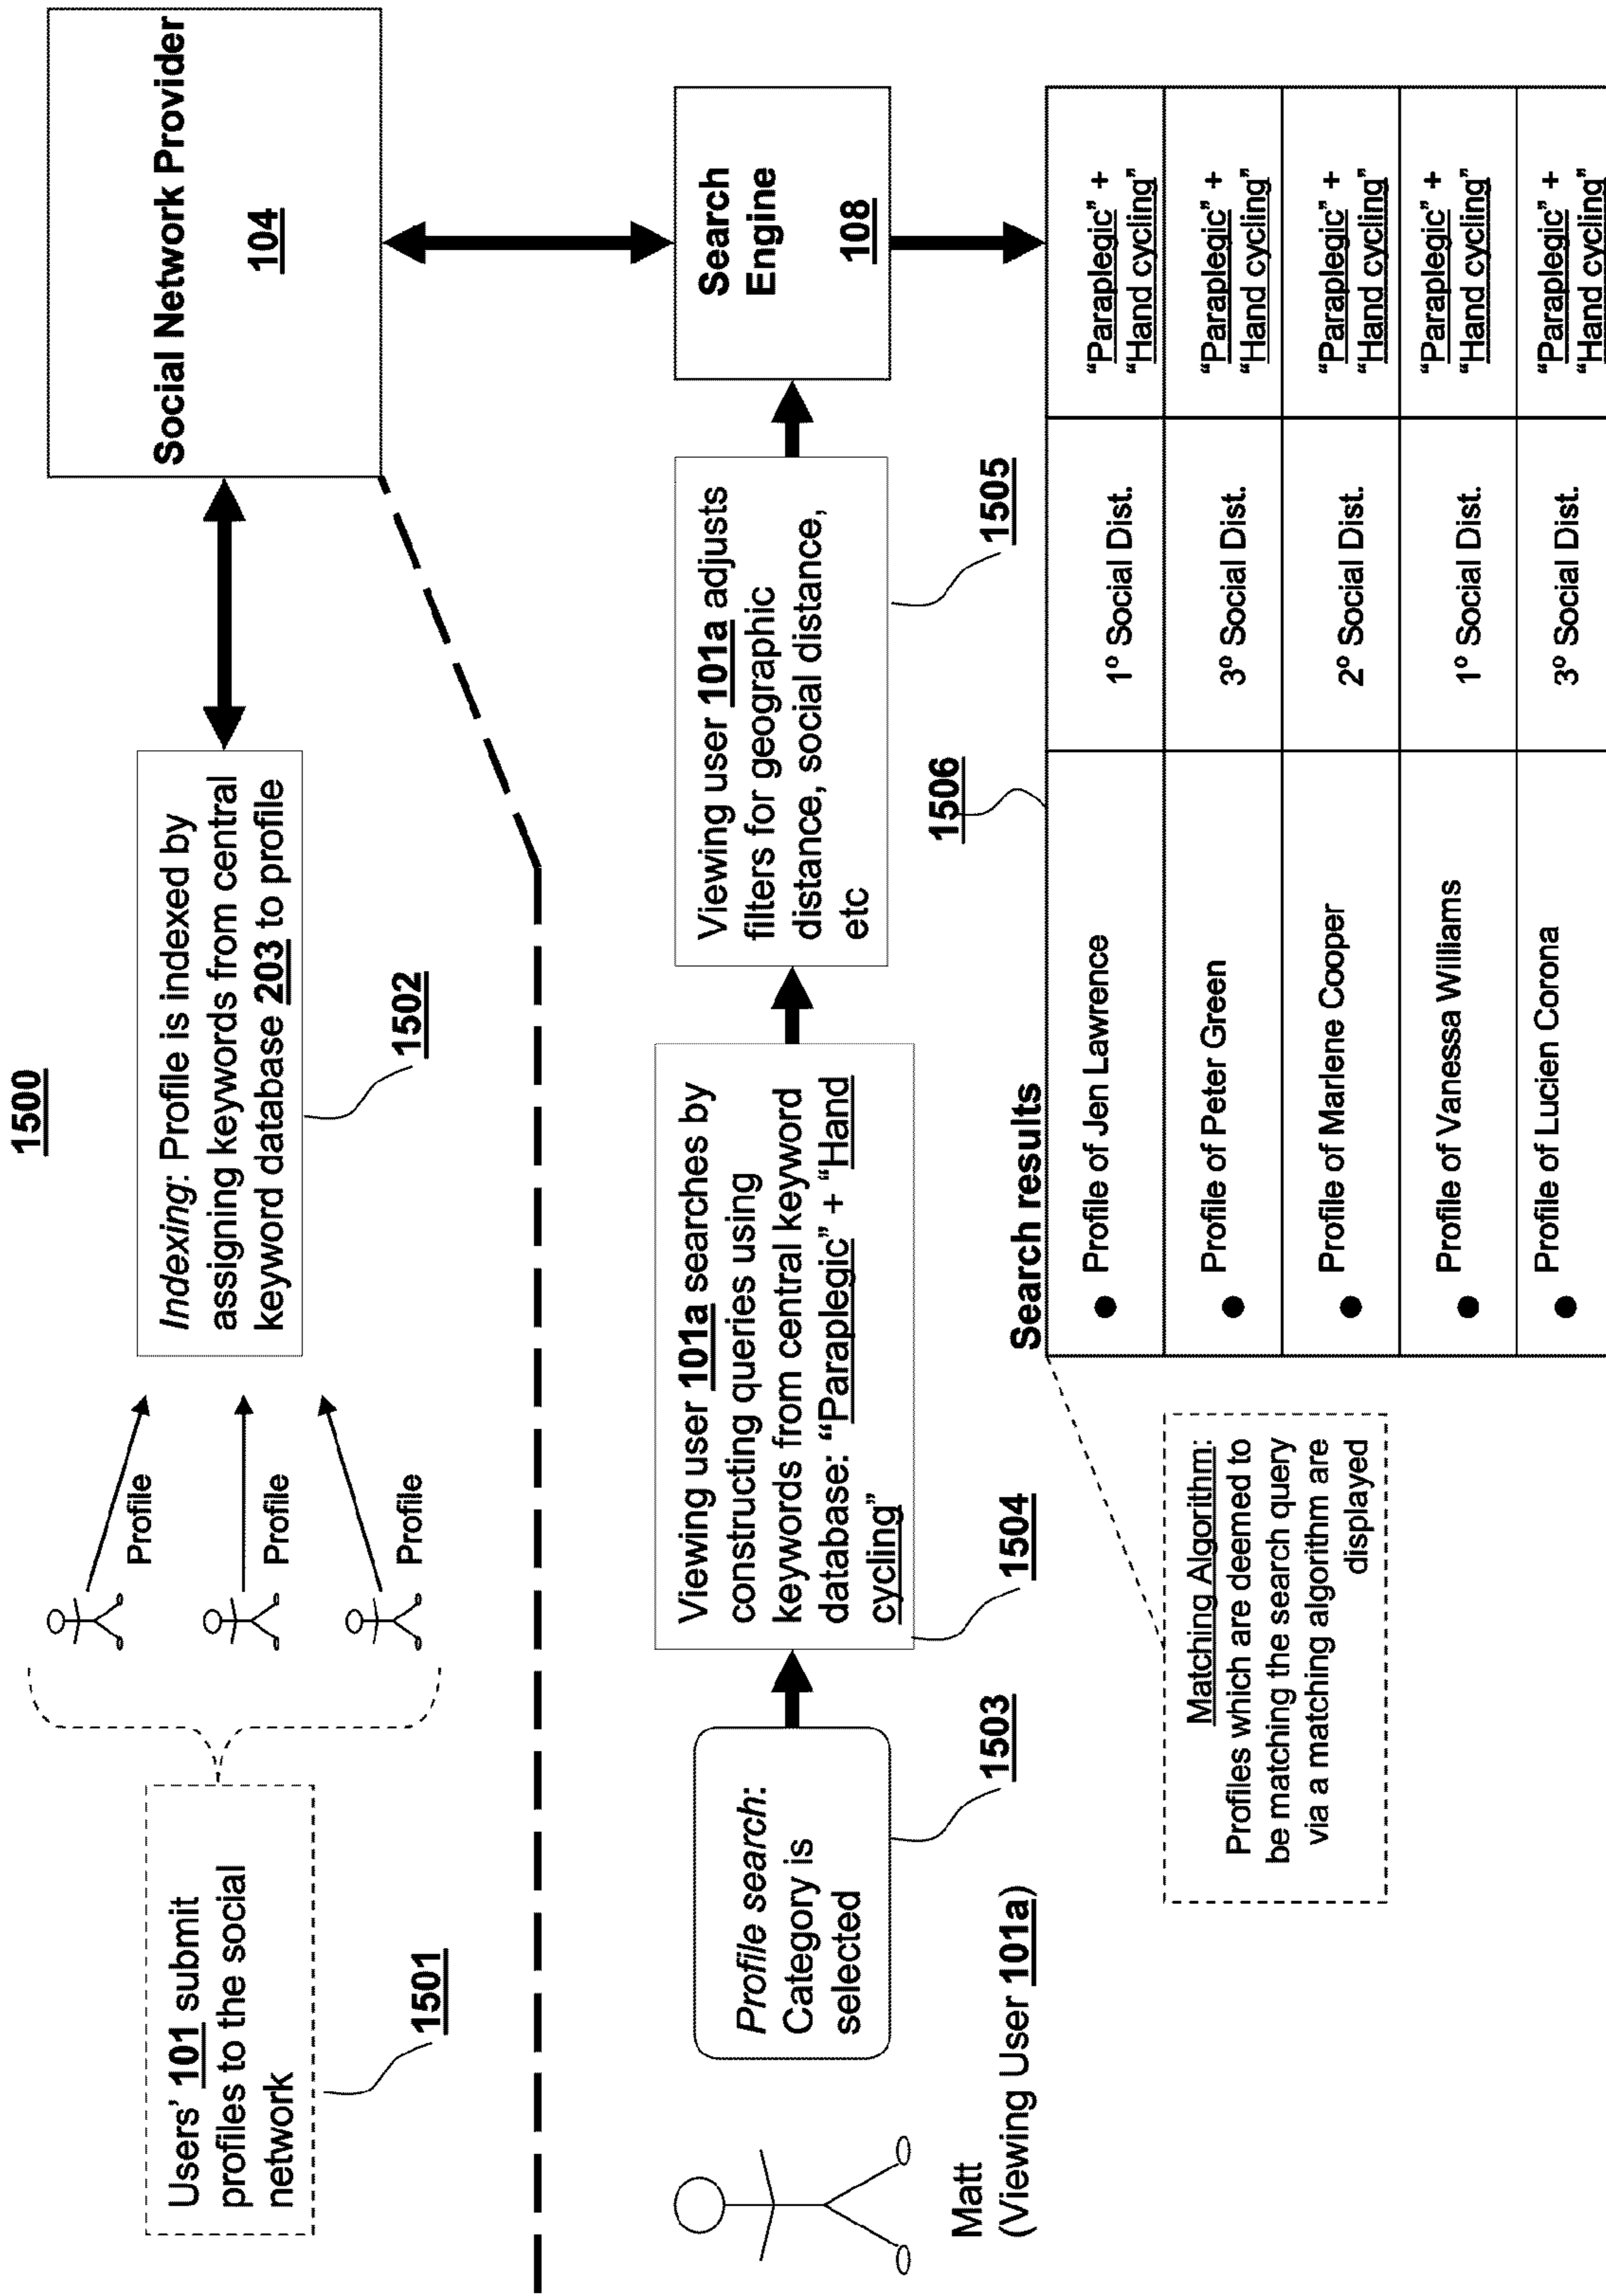 1500
Users' 101 submit
profiles to the social
network
1501
Profile
Profile
Profile
Indexing: Profile is indexed by
assigning keywords from central
keyword database 203 to profile
1502
Social Network Provider
104
Matt
(Viewing User 101a)
Profile search:
Category is
selected
1503
Viewing user 101a searches by
constructing queries using
keywords from central keyword
database: “Paraplegic” + “Hand
cycling”
1504
Viewing user 101a adjusts
filters for geographic
distance, social distance,
etc
1505
Search
Engine
108
Matching Algorithm:
Profiles which are deemed to
be matching the search query
via a matching algorithm are
displayed
Search results
1506
● Profile of Jen Lawrence
1º Social Dist.
“Paraplegic” +
“Hand cycling”
● Profile of Peter Green
3º Social Dist.
“Paraplegic” +
“Hand cycling”
● Profile of Marlene Cooper
2º Social Dist.
“Paraplegic” +
“Hand cycling”
● Profile of Vanessa Williams
1º Social Dist.
“Paraplegic” +
“Hand cycling”
● Profile of Lucien Corona
3º Social Dist.
“Paraplegic” +
“Hand cycling”